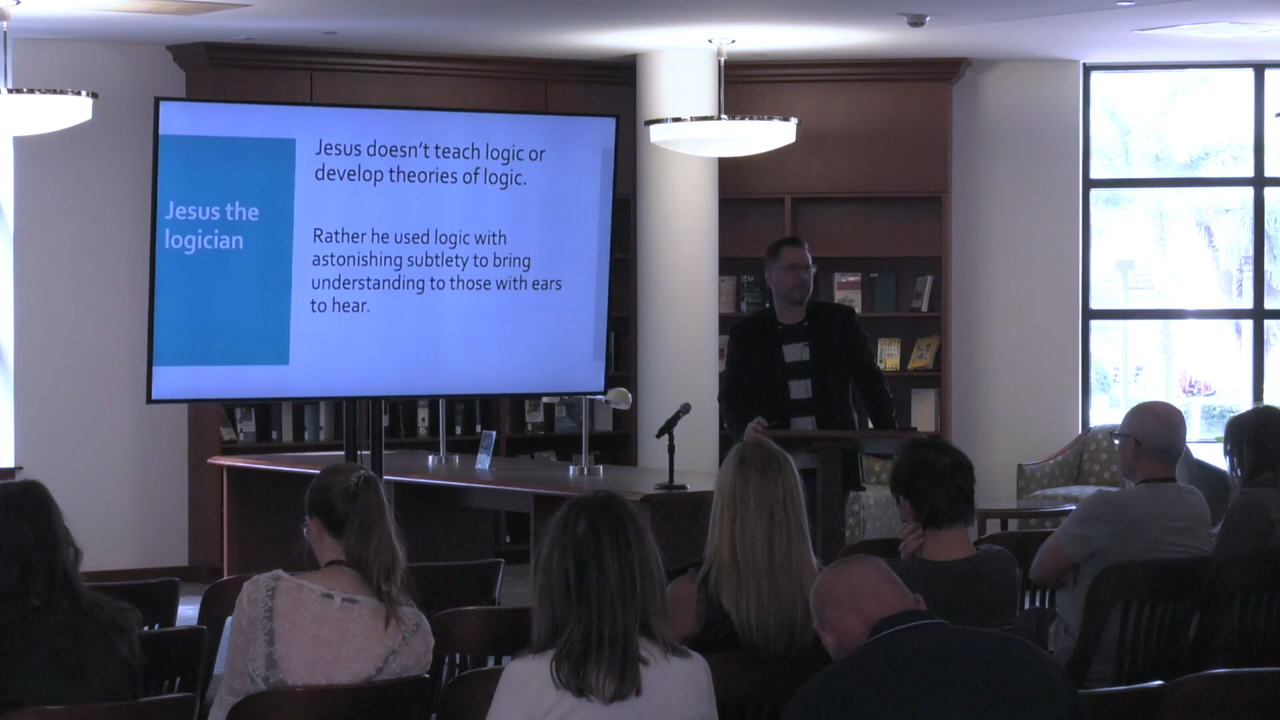 Jesus the
logician
Jesus doesn't teach logic or
develop theories of logic.
Rather he used logic with
astonishing subtlety to bring
understanding to those with ears
to hear.